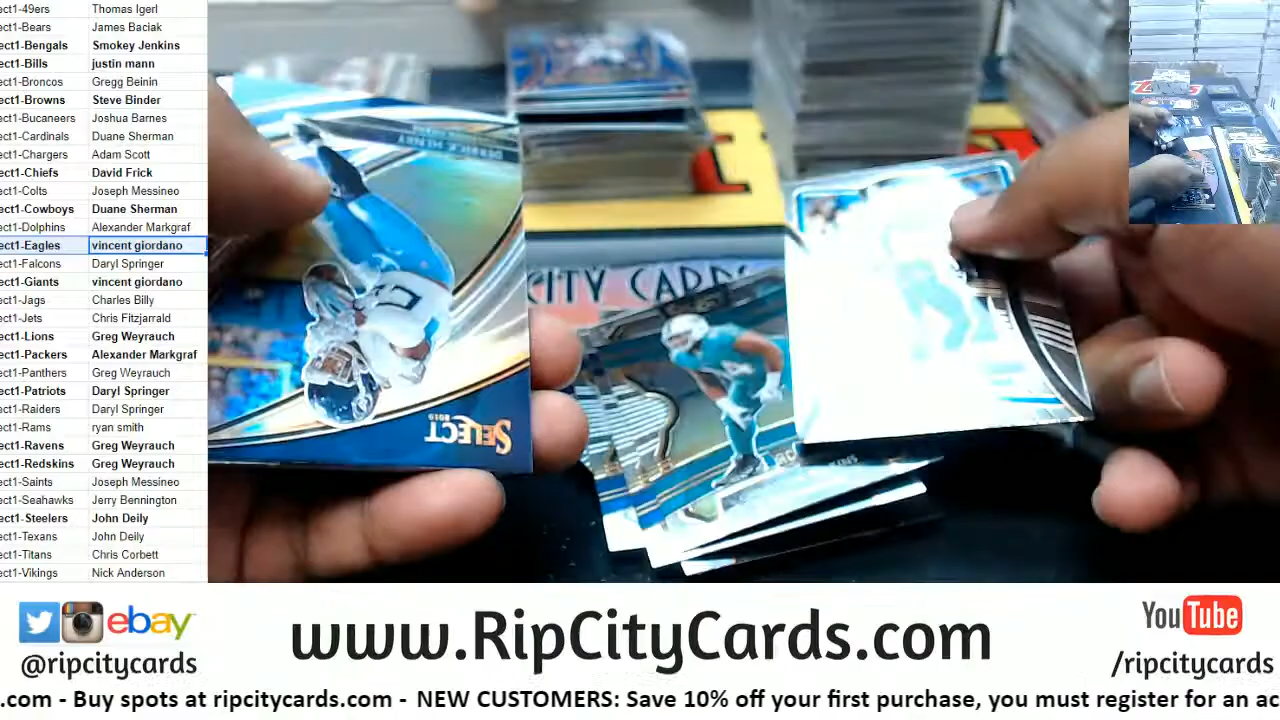 ect1-49ers Thomas Igerl
ect1-Bears James Baciak
ect1-Bengals Smokey Jenkins
ect1-Bills justin mann
ect1-Broncos Gregg Beinin
ect1-Browns Steve Binder
ect1-Bucaneers Joshua Barnes
ect1-Cardinals Duane Sherman
ect1-Chargers Adam Scott
ect1-Chiefs David Frick
ect1-Colts Joseph Messineo
ect1-Cowboys Duane Sherman
ect1-Dolphins Alexander Markgraf
ect1-Eagles vincent giordano
ect1-Falcons Daryl Springer
ect1-Giants vincent giordano
ect1-Jags Charles Billy
ect1-Jets Chris Fitzjarrald
ect1-Lions Greg Weyrauch
ect1-Packers Alexander Markgraf
ect1-Panthers Greg Weyrauch
ect1-Patriots Daryl Springer
ect1-Raiders Daryl Springer
ect1-Rams ryan smith
ect1-Ravens Greg Weyrauch
ect1-Redskins Greg Weyrauch
ect1-Saints Joseph Messineo
ect1-Seahawks Jerry Bennington
ect1-Steelers John Deily
ect1-Texans John Deily
ect1-Titans Chris Corbett
ect1-Vikings Nick Anderson
DERRICK HENRY
SELECT
2019
CITY CARDS
ebay
@ripcitycards
www.RipCityCards.com
YouTube
/ripcitycards
.com - Buy spots at ripcitycards.com - NEW CUSTOMERS: Save 10% off your first purchase, you must register for an ac